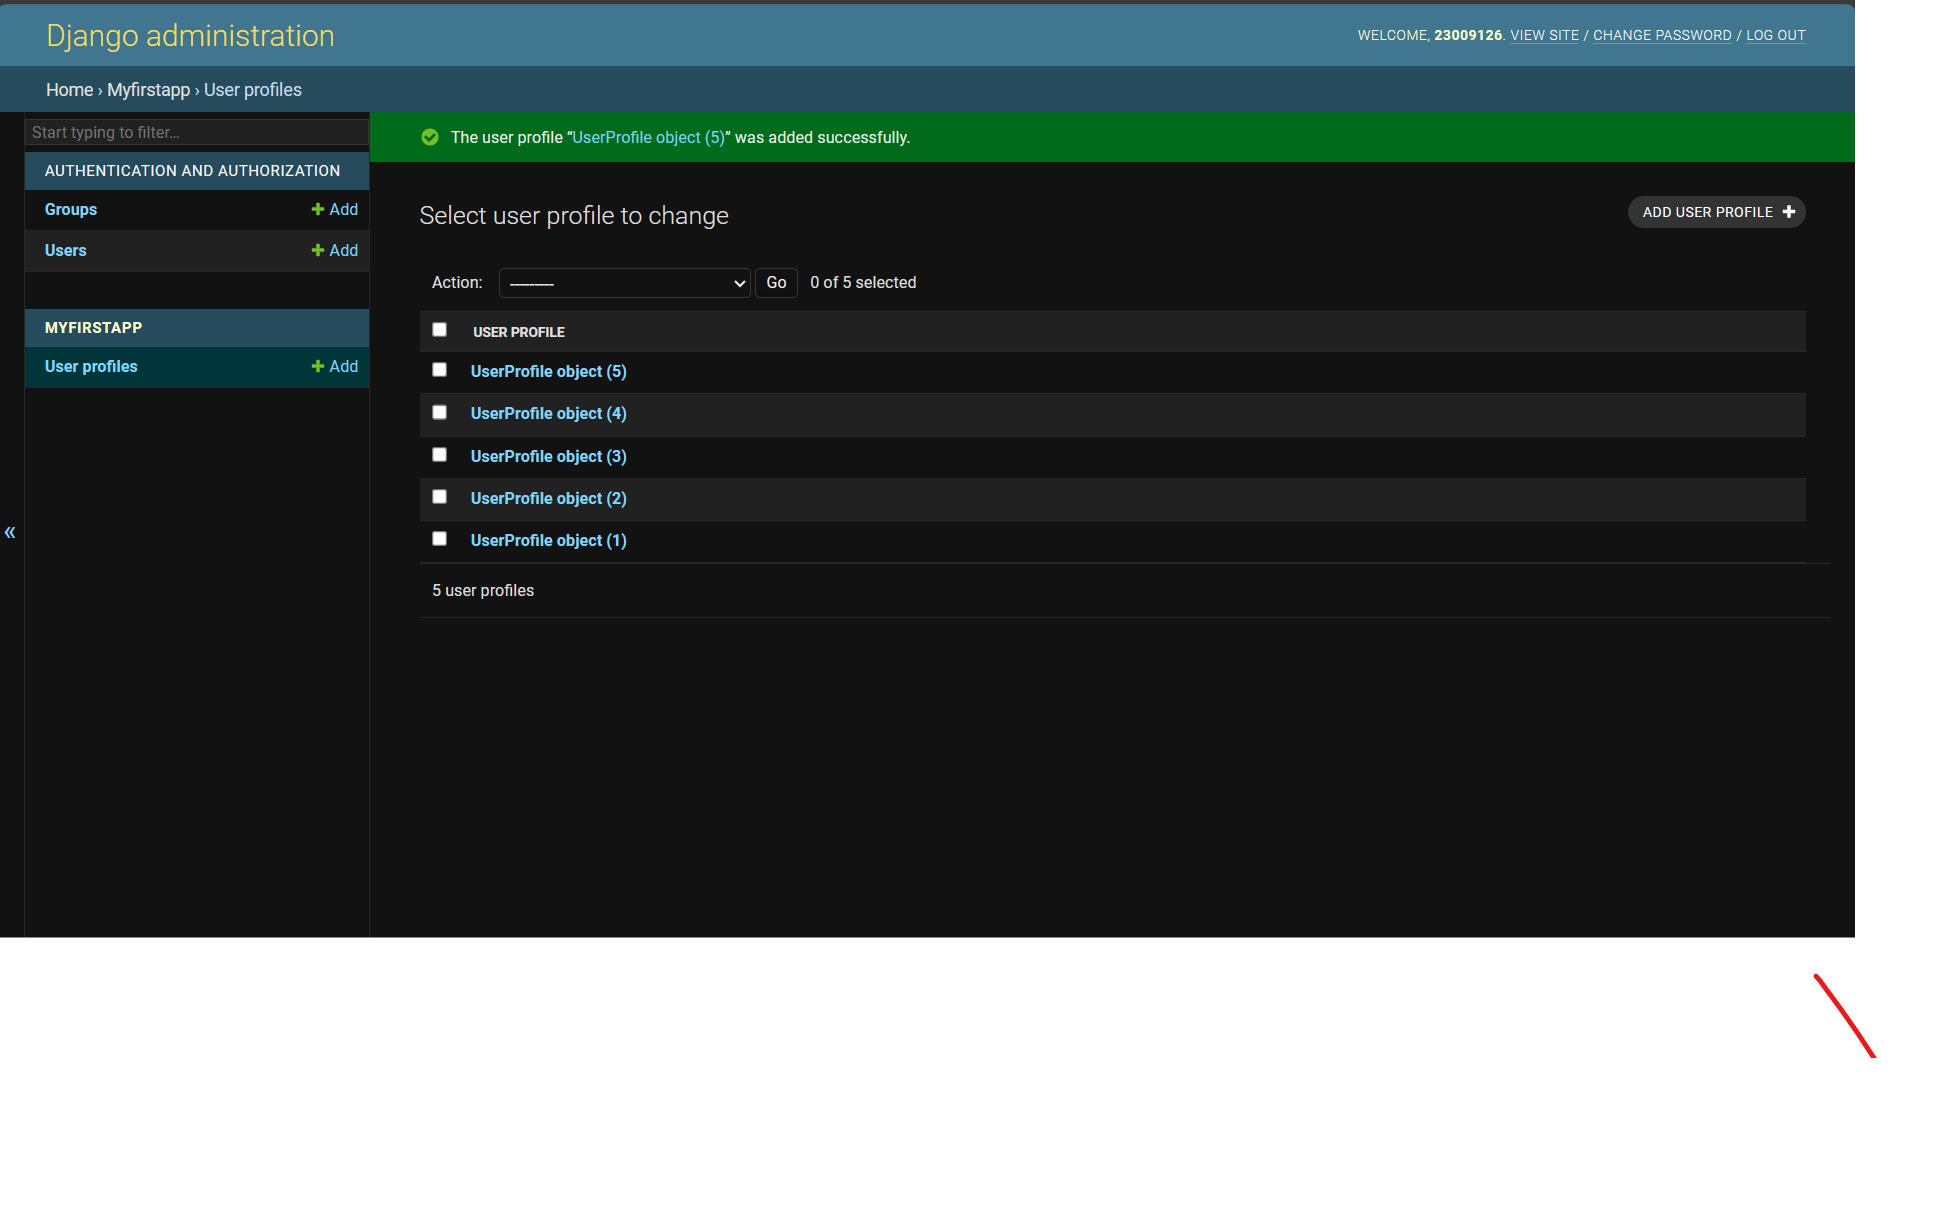 Django administration
WELCOME, 23009126. VIEW SITE / CHANGE PASSWORD / LOG OUT
Home › Myfirstapp › User profiles
Start typing to filter...
AUTHENTICATION AND AUTHORIZATION
Groups + Add
Users + Add
MYFIRSTAPP
User profiles + Add
«
The user profile “UserProfile object (5)” was added successfully.
Select user profile to change
ADD USER PROFILE +
Action: --------- Go 0 of 5 selected
USER PROFILE
UserProfile object (5)
UserProfile object (4)
UserProfile object (3)
UserProfile object (2)
UserProfile object (1)
5 user profiles